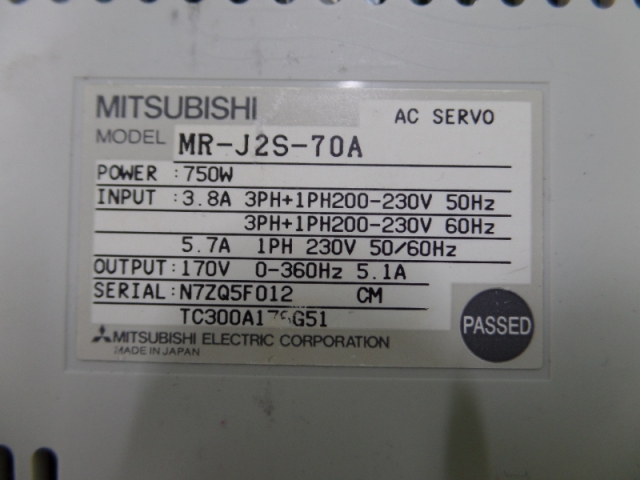 MITSUBISHI
AC SERVO
MODEL MR-J2S-70A
POWER :750W
INPUT :3.8A 3PH+1PH200-230V 50Hz
3PH+1PH200-230V 60Hz
5.7A 1PH 230V 50/60Hz
OUTPUT:170V 0-360Hz 5.1A
SERIAL:N7ZQ5F012 CM
PASSED
MITSUBISHI ELECTRIC CORPORATION
MADE IN JAPAN